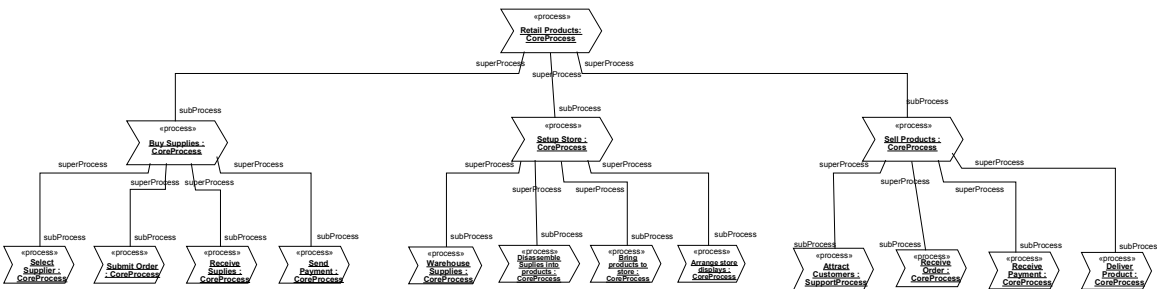 «process»
Retail Products:
CoreProcess
superProcess
superProcess
superProcess
subProcess
subProcess
subProcess
«process»
Buy Supplies :
CoreProcess
«process»
Setup Store :
CoreProcess
«process»
Sell Products :
CoreProcess
superProcess
superProcess
superProcess
superProcess
superProcess
superProcess
superProcess
superProcess
superProcess
superProcess
superProcess
superProcess
subProcess
subProcess
subProcess
subProcess
subProcess
subProcess
subProcess
subProcess
subProcess
subProcess
subProcess
subProcess
«process»
Select
Supplier :
CoreProcess
«process»
Submit Order
: CoreProcess
«process»
Receive
Suplies :
CoreProcess
«process»
Send
Payment :
CoreProcess
«process»
Warehouse
Supplies :
CoreProcess
«process»
Disassemble
Suplies into
products :
CoreProcess
«process»
Bring
products to
store :
CoreProcess
«process»
Arrange store
displays :
CoreProcess
«process»
Attract
Customers :
SupportProcess
«process»
Receive
Order :
CoreProcess
«process»
Receive
Payment :
CoreProcess
«process»
Deliver
Product :
CoreProcess